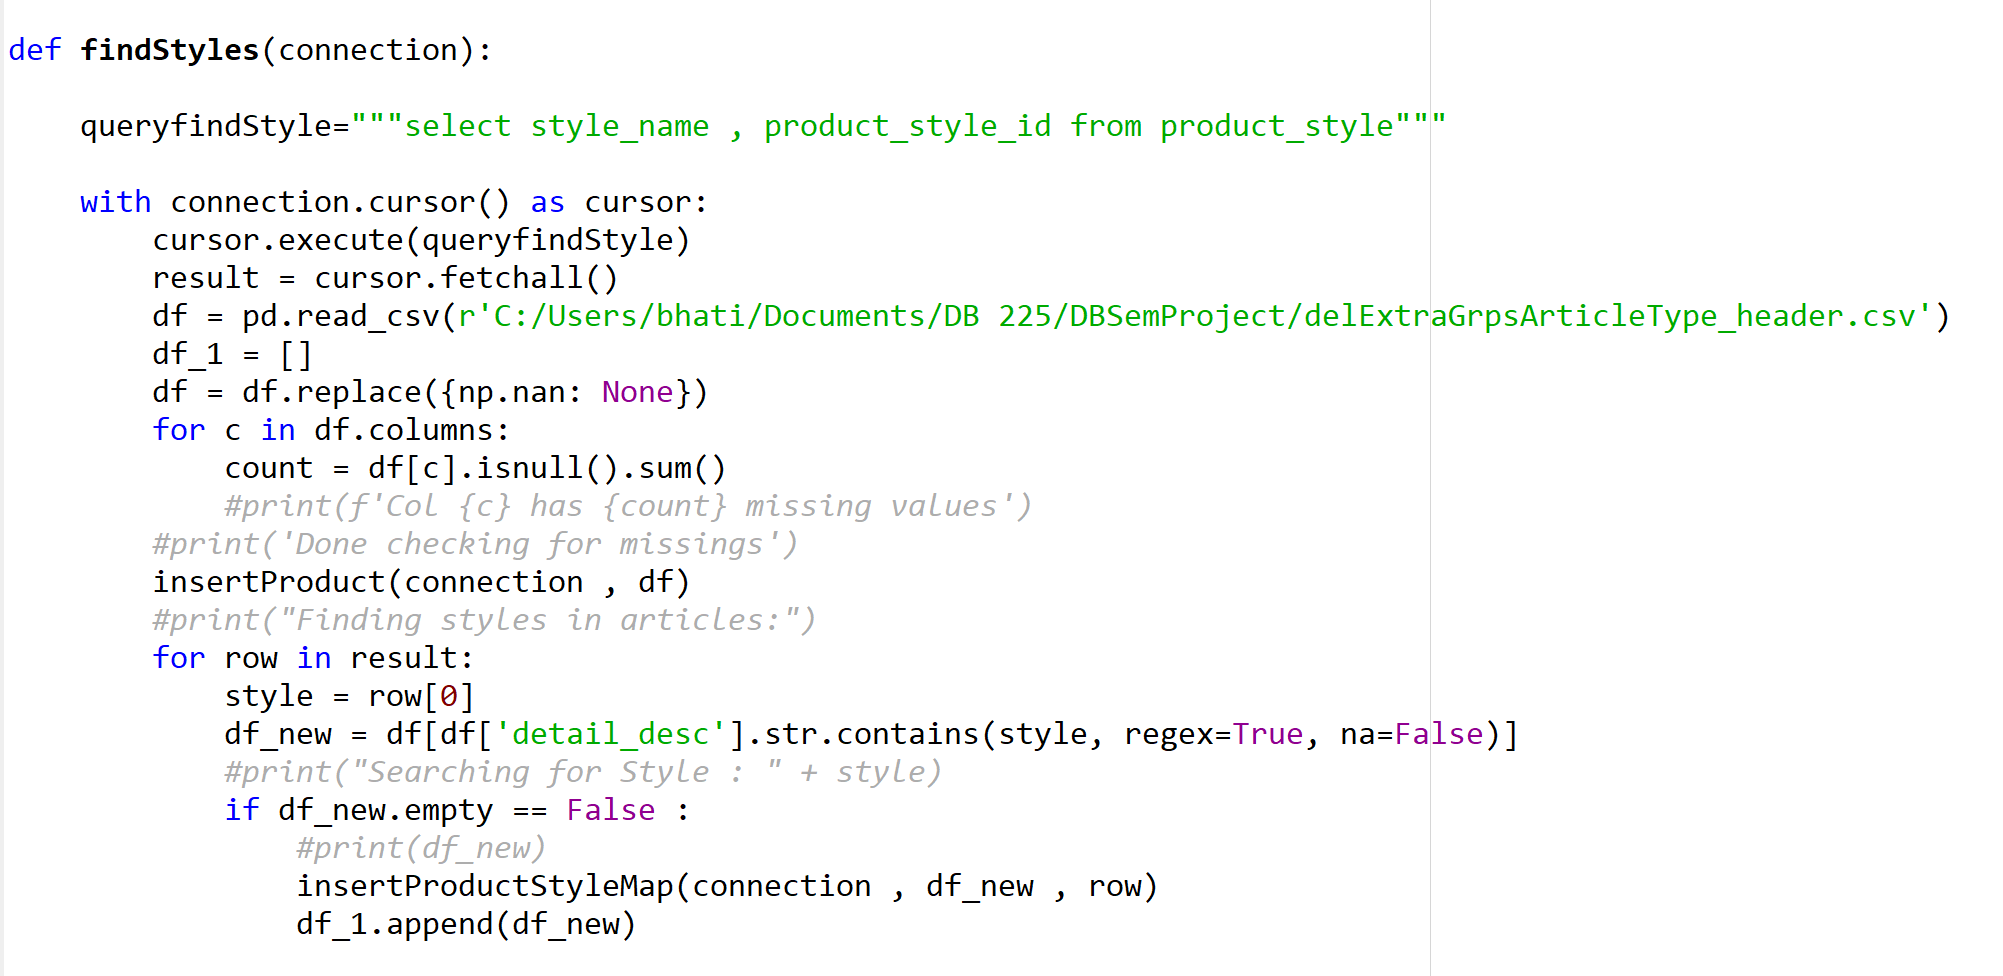 def findStyles(connection):
    queryfindStyle="""select style_name , product_style_id from product_style"""
    with connection.cursor() as cursor:
        cursor.execute(queryfindStyle)
        result = cursor.fetchall()
        df = pd.read_csv(r'C:/Users/bhati/Documents/DB 225/DBSemProject/delExtraGrpsArticleType_header.csv')
        df_1 = []
        df = df.replace({np.nan: None})
        for c in df.columns:
            count = df[c].isnull().sum()
            #print(f'Col {c} has {count} missing values')
        #print('Done checking for missings')
        insertProduct(connection , df)
        #print("Finding styles in articles:")
        for row in result:
            style = row[0]
            df_new = df[df['detail_desc'].str.contains(style, regex=True, na=False)]
            #print("Searching for Style : " + style)
            if df_new.empty == False :
                #print(df_new)
                insertProductStyleMap(connection , df_new , row)
                df_1.append(df_new)